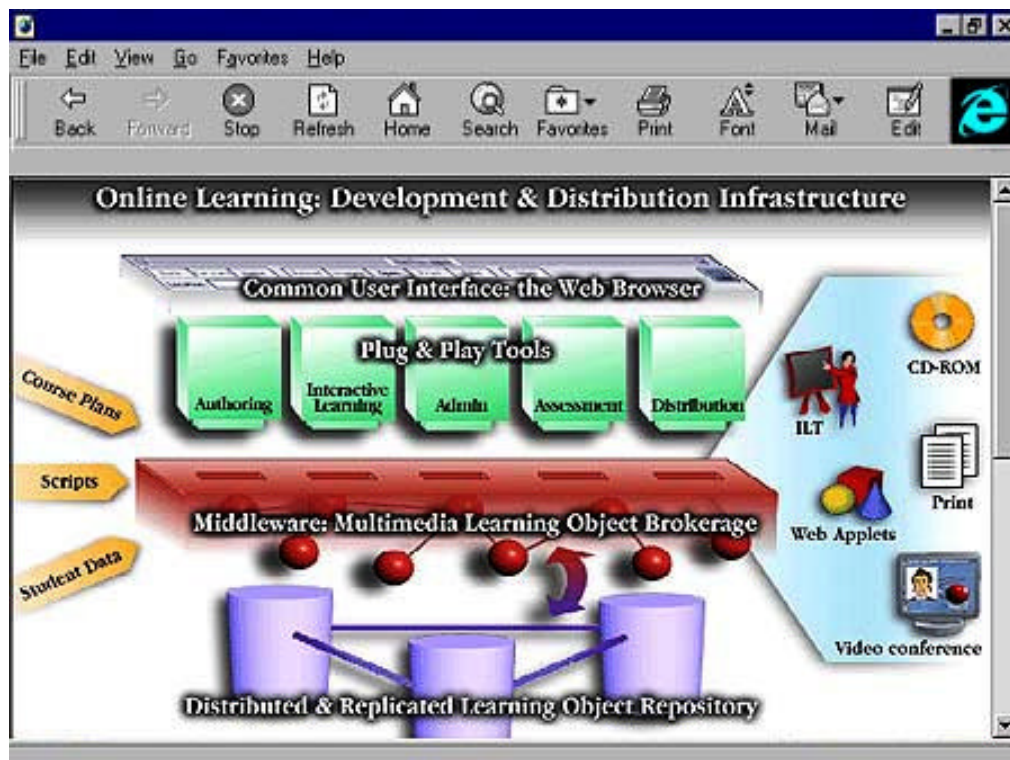 File Edit View Go Favorites Help
Back Forward Stop Refresh Home Search Favorites Print Font Mail Edit
Online Learning: Development & Distribution Infrastructure
Common User Interface: the Web Browser
Plug & Play Tools
Authoring
Interactive
Learning
Admin
Assessment
Distribution
Course Plans
Scripts
Student Data
Middleware: Multimedia Learning Object Brokerage
Distributed & Replicated Learning Object Repository
CD-ROM
ILT
Print
Web Applets
Video conference